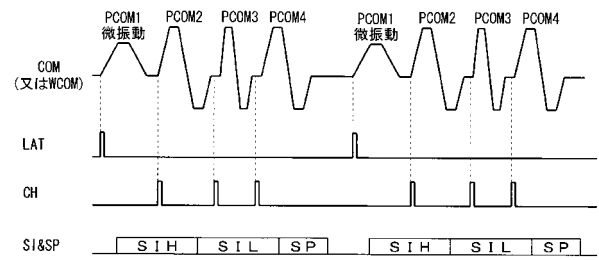 PCOM1 PCOM2 PCOM3 PCOM4 PCOM1 PCOM2 PCOM3 PCOM4
微振動 微振動
COM
(又はWCOM)
LAT
CH
SI&SP SIH SIL SP SIH SIL SP